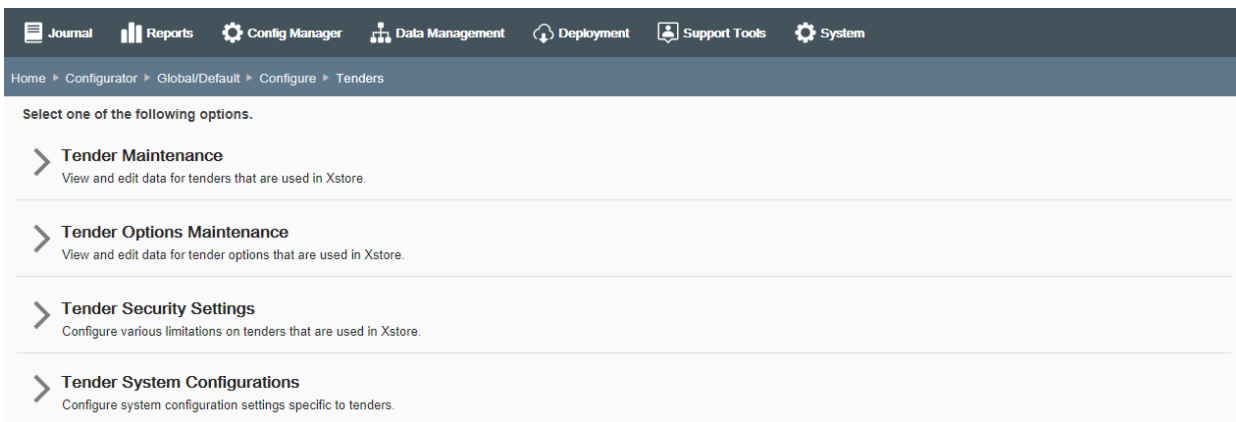 Journal Reports Config Manager Data Management Deployment Support Tools System
Home ▸ Configurator ▸ Global/Default ▸ Configure ▸ Tenders
Select one of the following options.
Tender Maintenance
View and edit data for tenders that are used in Xstore.
Tender Options Maintenance
View and edit data for tender options that are used in Xstore.
Tender Security Settings
Configure various limitations on tenders that are used in Xstore.
Tender System Configurations
Configure system configuration settings specific to tenders.